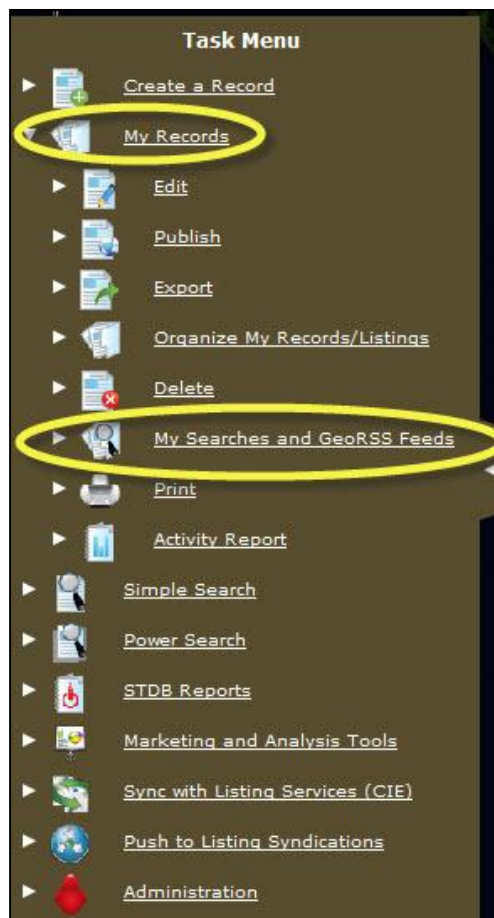 Task Menu
Create a Record
My Records
Edit
Publish
Export
Organize My Records/Listings
Delete
My Searches and GeoRSS Feeds
Print
Activity Report
Simple Search
Power Search
STDB Reports
Marketing and Analysis Tools
Sync with Listing Services (CIE)
Push to Listing Syndications
Administration